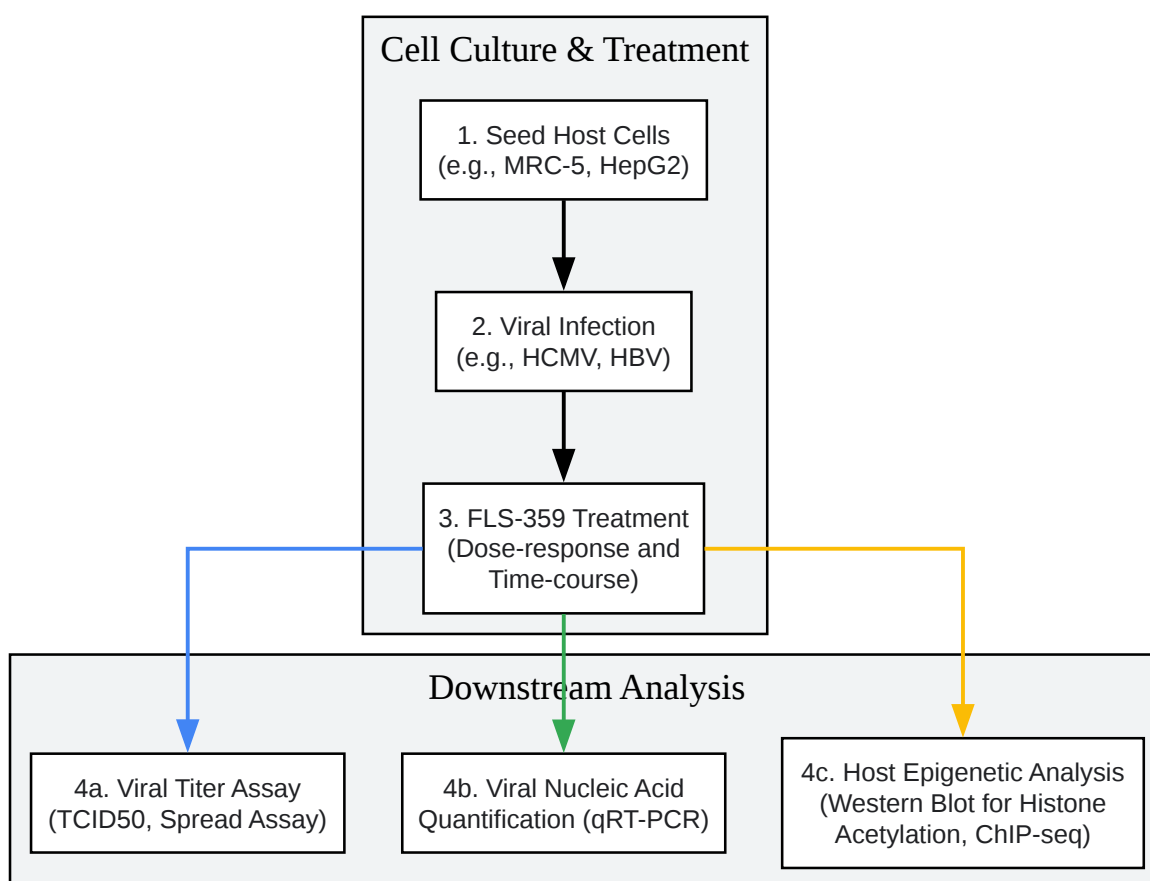 Cell Culture & Treatment
1. Seed Host Cells
(e.g., MRC-5, HepG2)
2. Viral Infection
(e.g., HCMV, HBV)
3. FLS-359 Treatment
(Dose-response and
Time-course)
Downstream Analysis
4a. Viral Titer Assay
(TCID50, Spread Assay)
4b. Viral Nucleic Acid
Quantification (qRT-PCR)
4c. Host Epigenetic Analysis
(Western Blot for Histone
Acetylation, ChIP-seq)